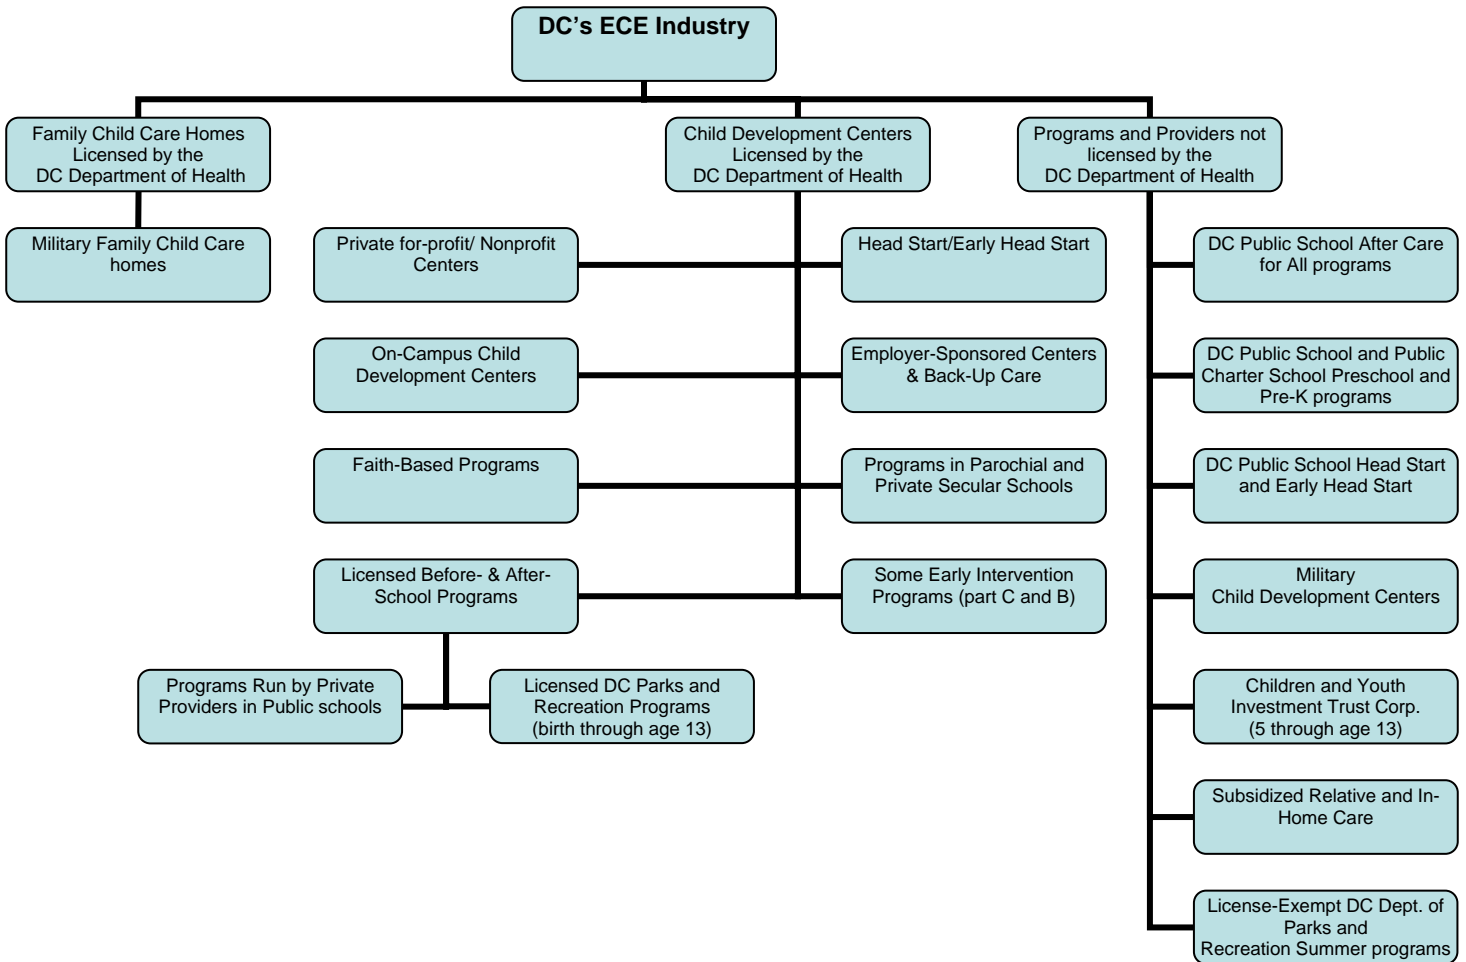 DC's ECE Industry
Family Child Care Homes
Licensed by the
DC Department of Health
Child Development Centers
Licensed by the
DC Department of Health
Programs and Providers not
licensed by the
DC Department of Health
Military Family Child Care
homes
Private for-profit/ Nonprofit
Centers
Head Start/Early Head Start
DC Public School After Care
for All programs
On-Campus Child
Development Centers
Employer-Sponsored Centers
& Back-Up Care
DC Public School and Public
Charter School Preschool and
Pre-K programs
Faith-Based Programs
Programs in Parochial and
Private Secular Schools
DC Public School Head Start
and Early Head Start
Licensed Before- & After-
School Programs
Some Early Intervention
Programs (part C and B)
Military
Child Development Centers
Programs Run by Private
Providers in Public schools
Licensed DC Parks and
Recreation Programs
(birth through age 13)
Children and Youth
Investment Trust Corp.
(5 through age 13)
Subsidized Relative and In-
Home Care
License-Exempt DC Dept. of
Parks and
Recreation Summer programs